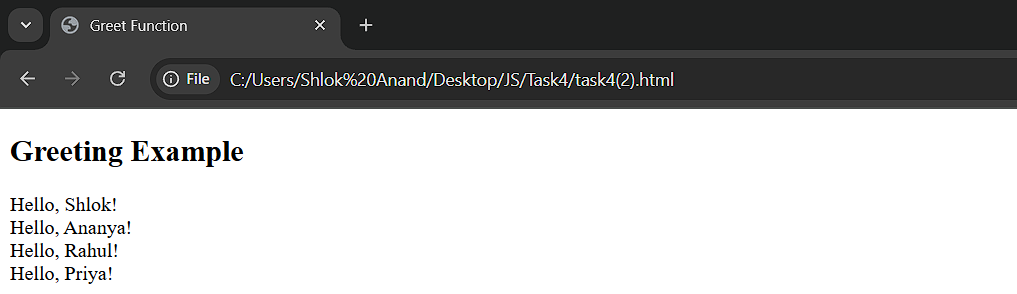 Greet Function
File C:/Users/Shlok%20Anand/Desktop/JS/Task4/task4(2).html
Greeting Example
Hello, Shlok!
Hello, Ananya!
Hello, Rahul!
Hello, Priya!